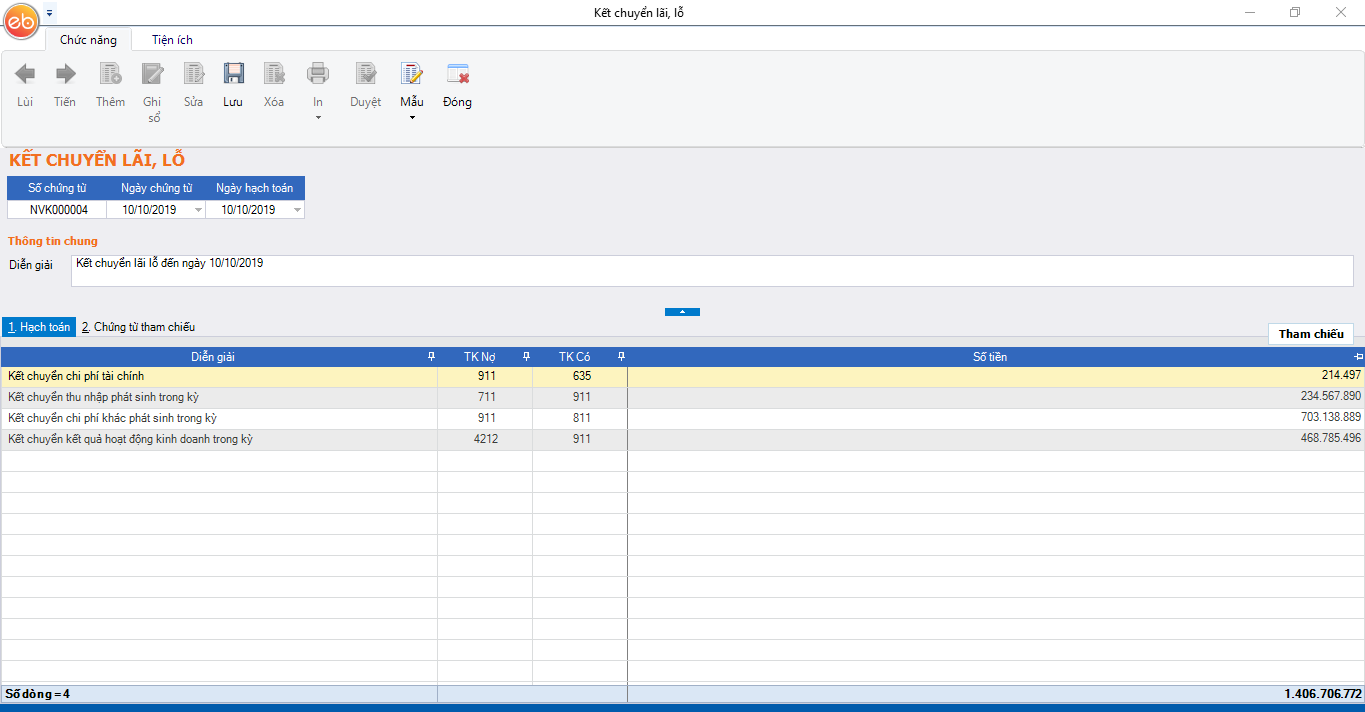 eb
Kết chuyển lãi, lỗ
Chức năng Tiện ích
Lùi Tiến Thêm Ghi sổ Sửa Lưu Xóa In Duyệt Mẫu Đóng
KẾT CHUYỂN LÃI, LỖ
Số chứng từ Ngày chứng từ Ngày hạch toán
NVK000004 10/10/2019 10/10/2019
Thông tin chung
Diễn giải Kết chuyển lãi lỗ đến ngày 10/10/2019
1. Hạch toán 2. Chứng từ tham chiếu
Tham chiếu
Diễn giải TK Nợ TK Có Số tiền
Kết chuyển chi phí tài chính 911 635 214.497
Kết chuyển thu nhập phát sinh trong kỳ 711 911 234.567.890
Kết chuyển chi phí khác phát sinh trong kỳ 911 811 703.138.889
Kết chuyển kết quả hoạt động kinh doanh trong kỳ 4212 911 468.785.496
Số dòng = 4 1.406.706.772